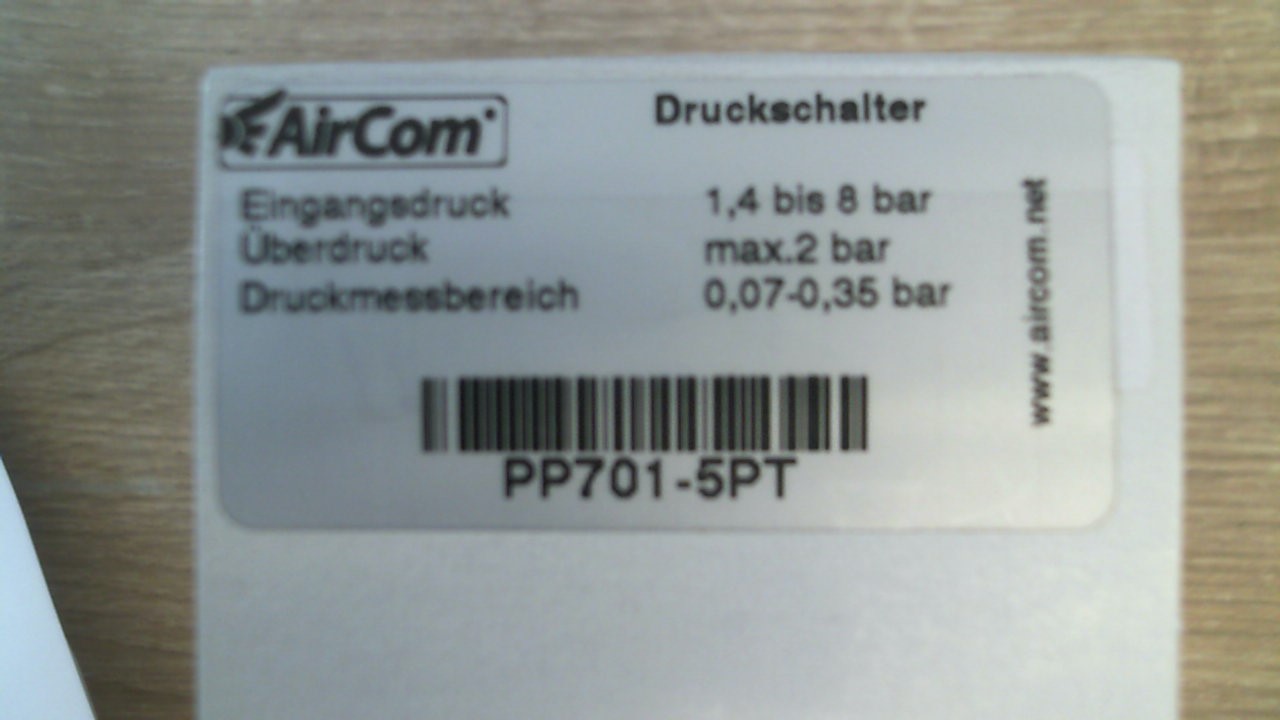 AirCom
Druckschalter
Eingangsdruck 1,4 bis 8 bar
Überdruck max.2 bar
Druckmessbereich 0,07-0,35 bar
www.aircom.net
PP701-5PT